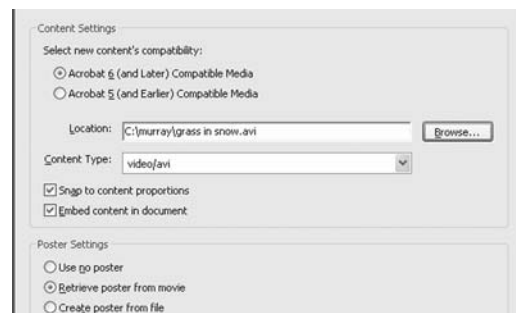 Content Settings
Select new content's compatibility:
Acrobat 6 (and Later) Compatible Media
Acrobat 5 (and Earlier) Compatible Media
Location: C:\murray\grass in snow.avi Browse...
Content Type: video/avi
Snap to content proportions
Embed content in document
Poster Settings
Use no poster
Retrieve poster from movie
Create poster from file